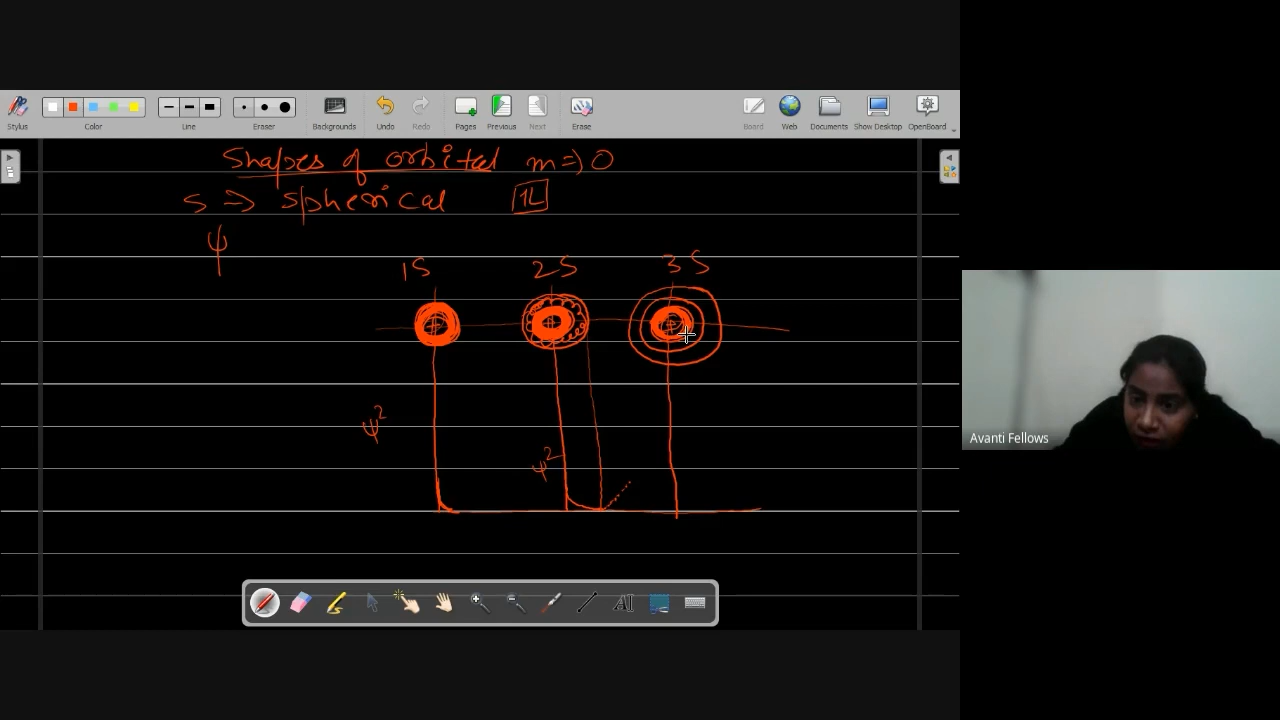 Stylus Color Line Eraser Backgrounds Undo Redo Pages Previous Next Erase Board Web Documents Show Desktop OpenBoard
Shapes of orbital m=>0
s => spherical 1L
ψ
1S 2S 3S
ψ²
ψ²
AI
Avanti Fellows